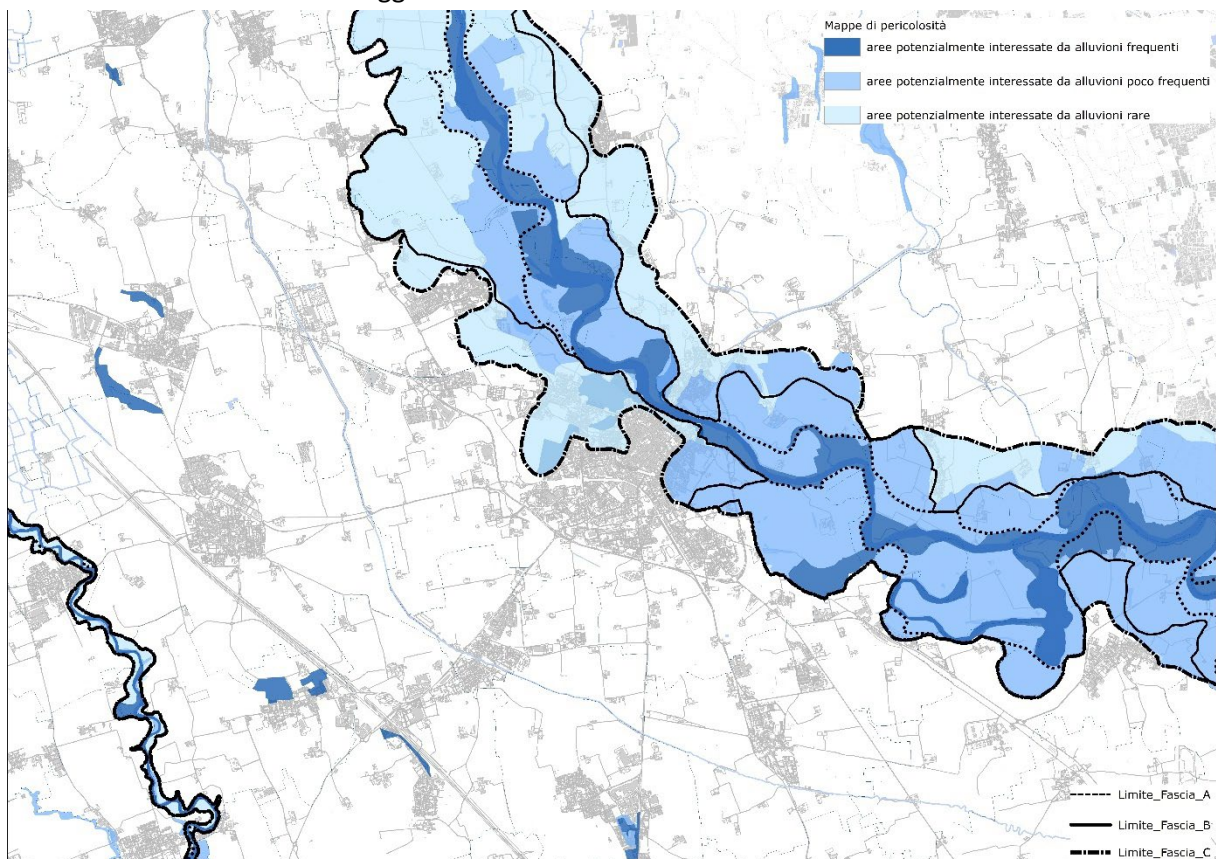 Mappe di pericolosità
aree potenzialmente interessate da alluvioni frequenti
aree potenzialmente interessate da alluvioni poco frequenti
aree potenzialmente interessate da alluvioni rare
Limite_Fascia_A
Limite_Fascia_B
Limite_Fascia_C